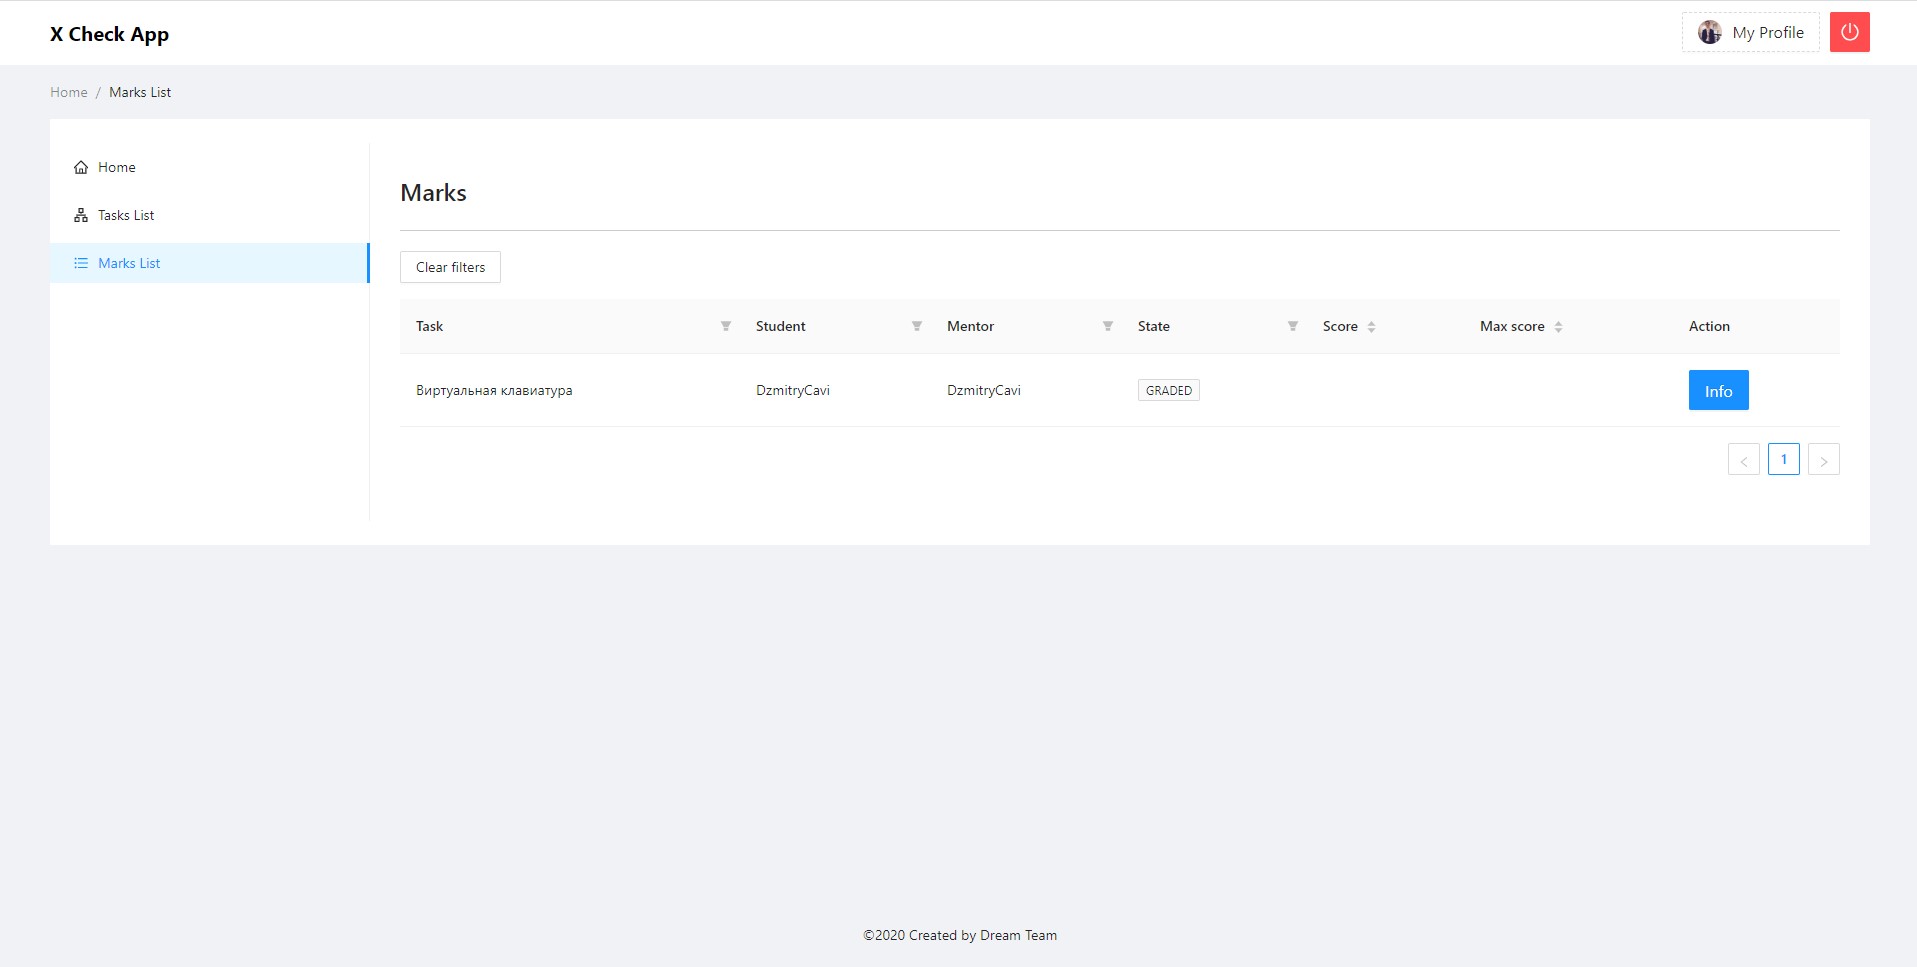 X Check App
My Profile
Home / Marks List
Home
Tasks List
Marks List
Marks
Clear filters
Task Student Mentor State Score Max score Action
Виртуальная клавиатура DzmitryCavi DzmitryCavi GRADED Info
< 1 >
©2020 Created by Dream Team